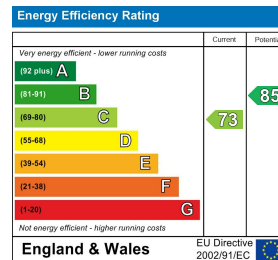 Energy Efficiency Rating
Current
Very energy efficient - lower running costs
(92 plus) A
(81-91) B
85
(69-80) C
73
(55-68) D
(39-54) E
(21-38) F
(1-20) G
Not energy efficient - higher running costs
England & Wales
EU Directive
2002/91/EC